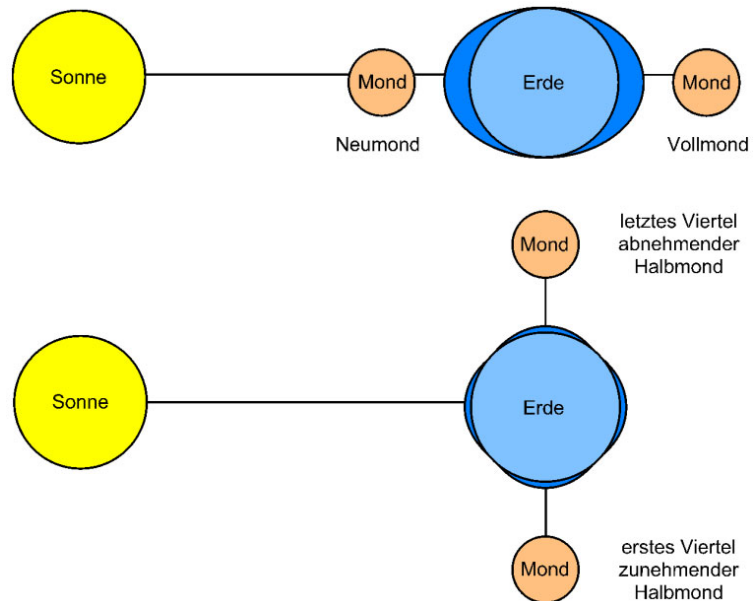 Sonne
Mond
Erde
Mond
Neumond
Vollmond
letztes Viertel
abnehmender
Halbmond
Mond
Sonne
Erde
Mond
erstes Viertel
zunehmender
Halbmond